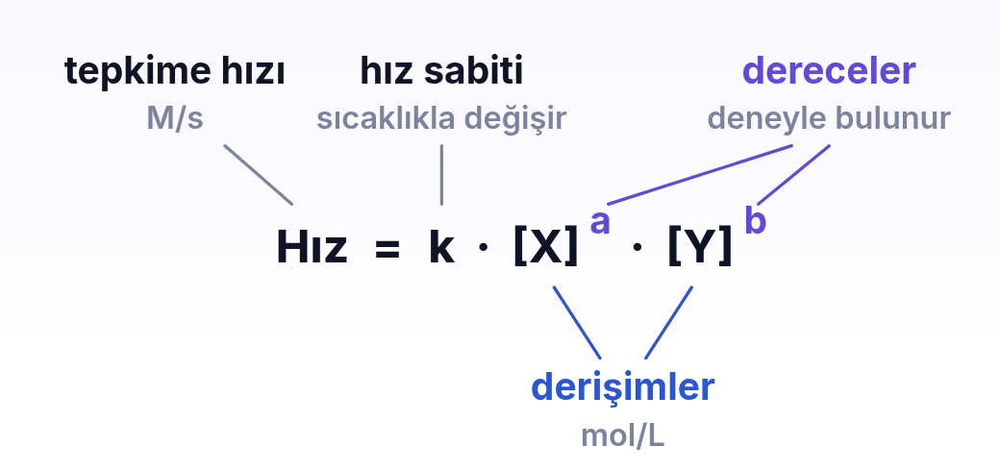 tepkime hızı hız sabiti dereceler
M/s sıcaklıkla değişir deneyle bulunur
Hız = k · [X]ᵃ · [Y]ᵇ
derişimler
mol/L